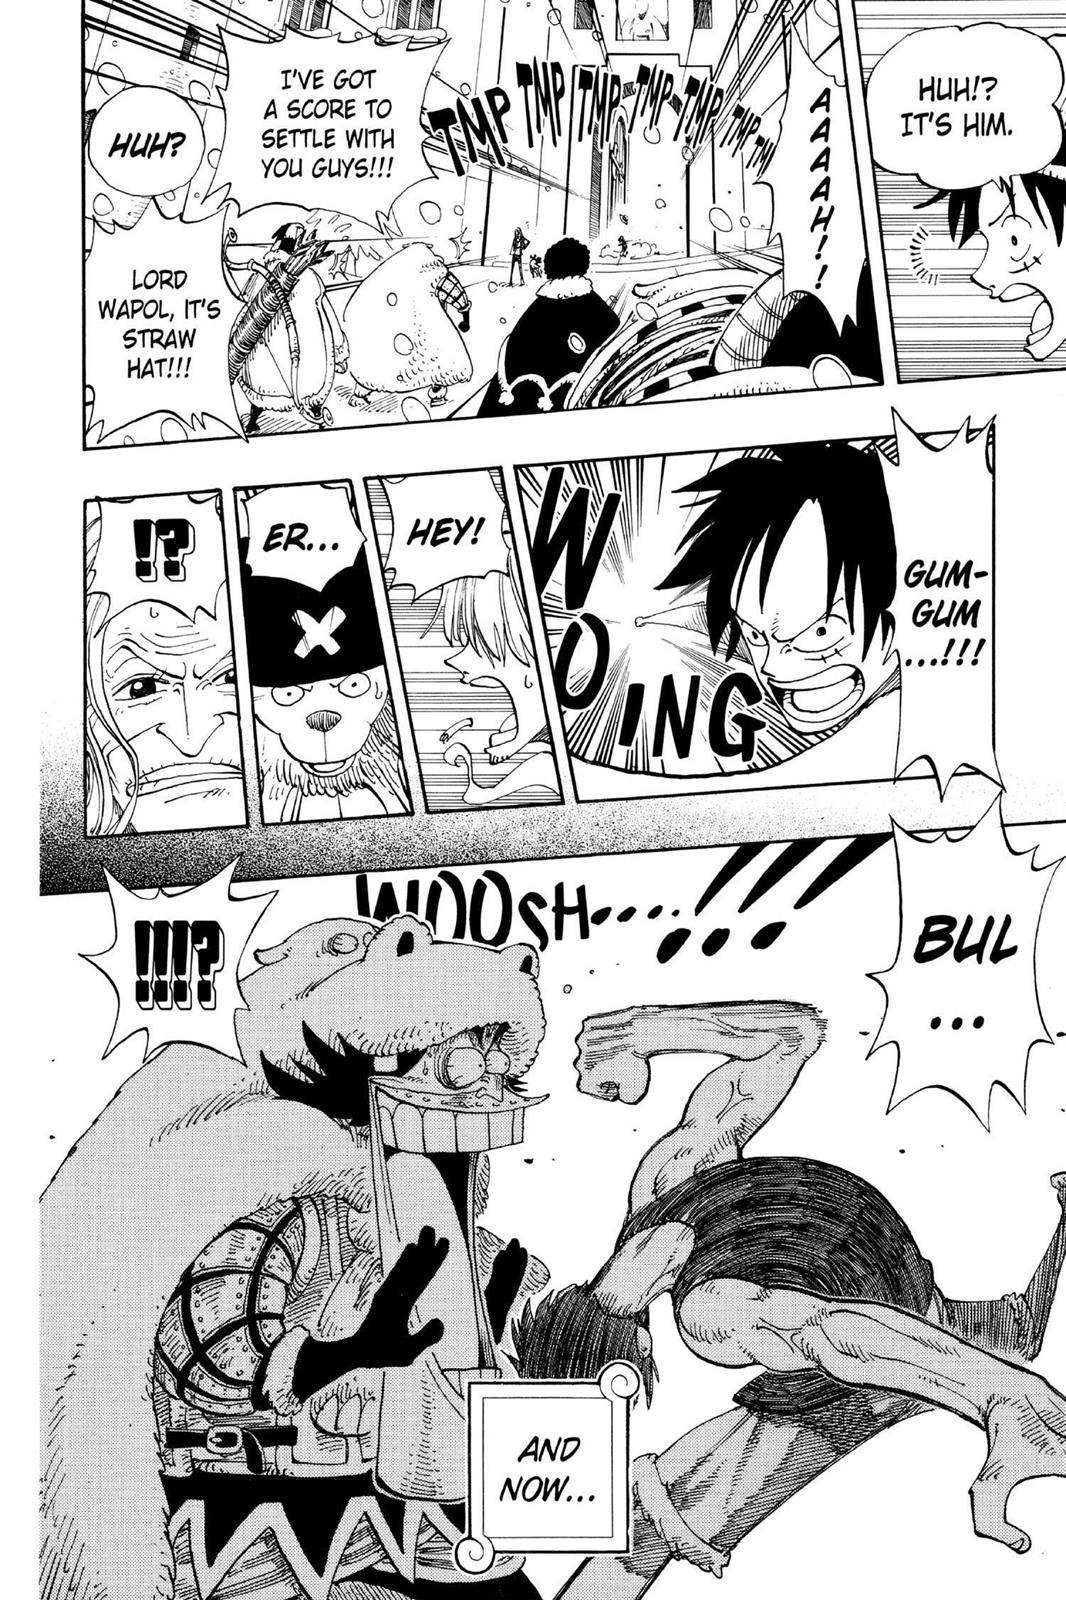 HUH!?
IT'S HIM.
AAAAH!!
TMP TMP TMP TMP TMP TMP TMP
I'VE GOT
A SCORE TO
SETTLE WITH
YOU GUYS!!!
HUH?
LORD
WAPOL, IT'S
STRAW
HAT!!!
GUM-
GUM
...!!!
WOING
HEY!
ER...
!?
BUL
...
WOOSH....!!!
!!!?
AND
NOW...